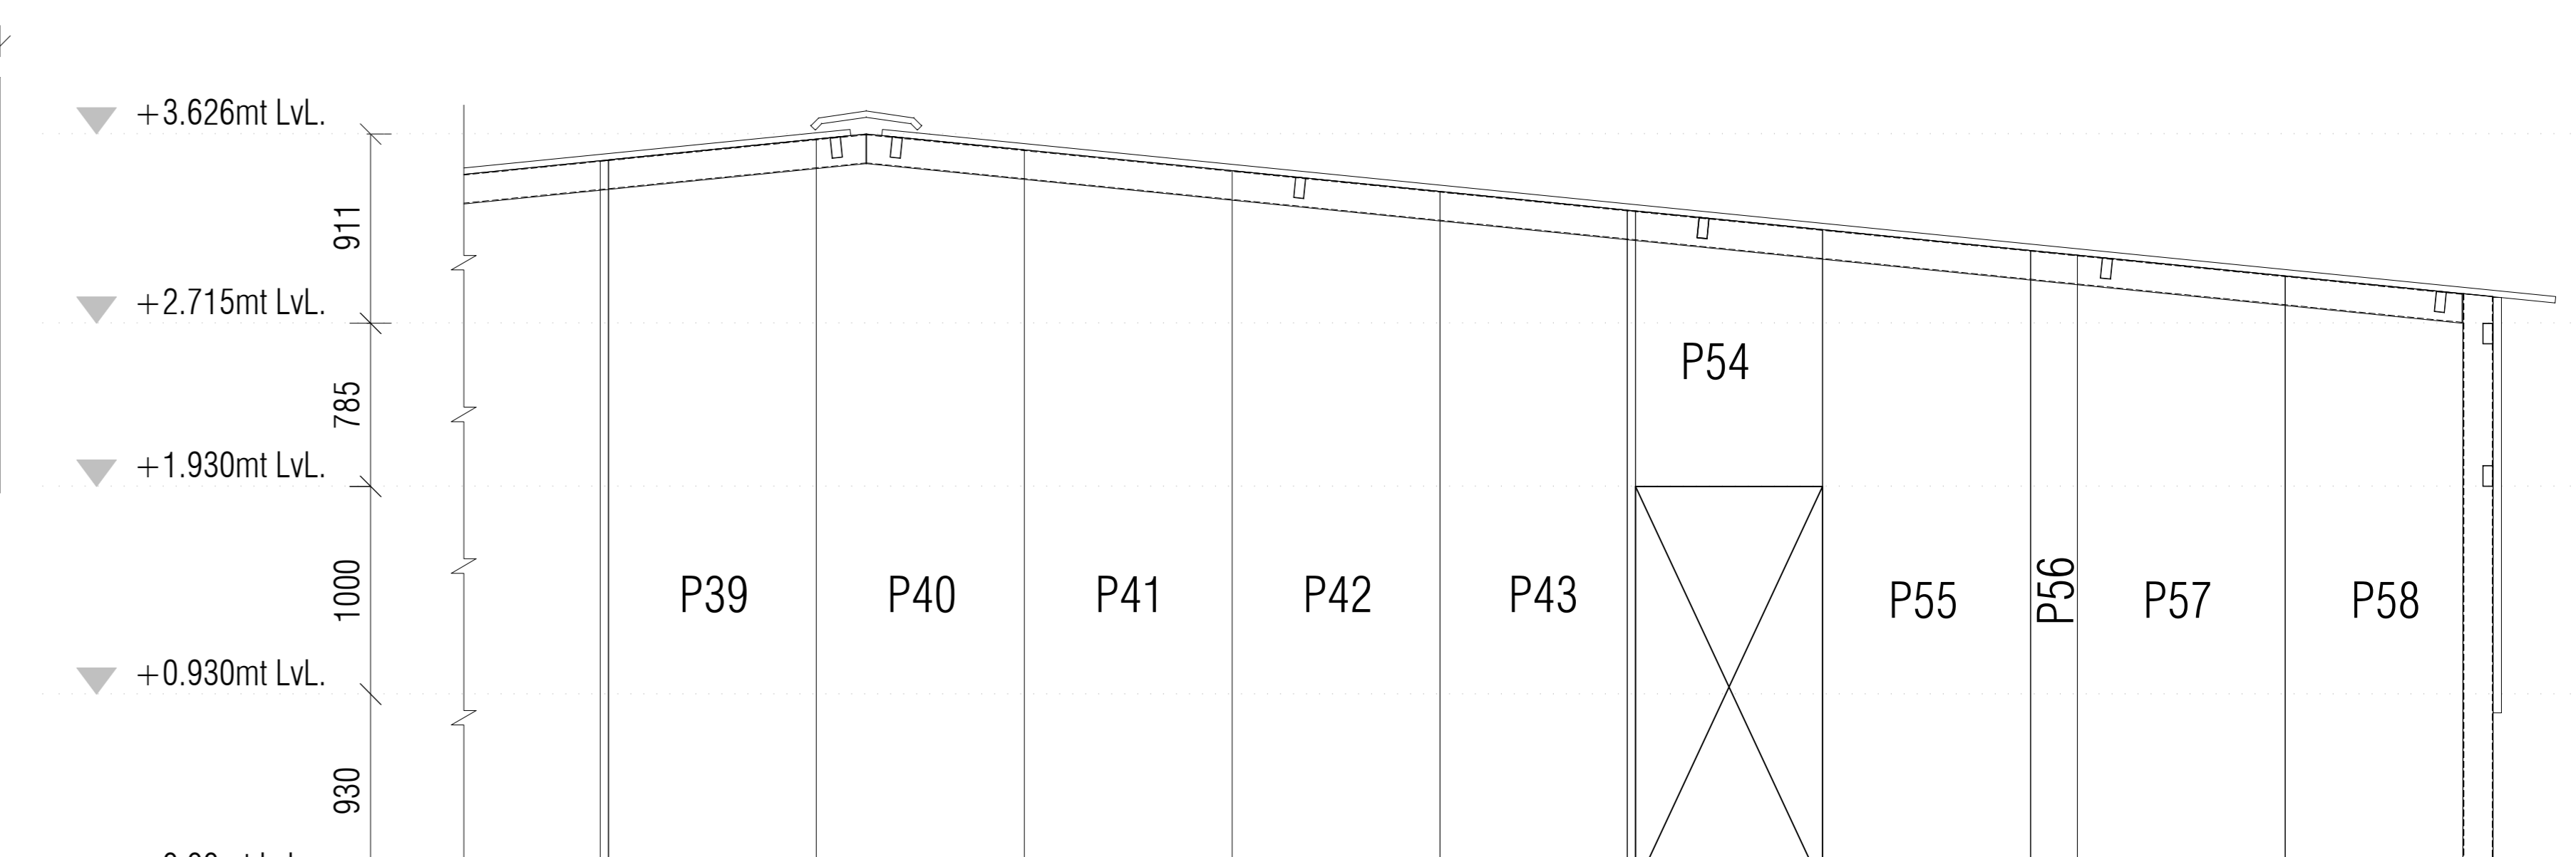 +3.626mt LvL.
911
+2.715mt LvL.
785
+1.930mt LvL.
1000
+0.930mt LvL.
930
P54
P39
P40
P41
P42
P43
P55
P56
P57
P58